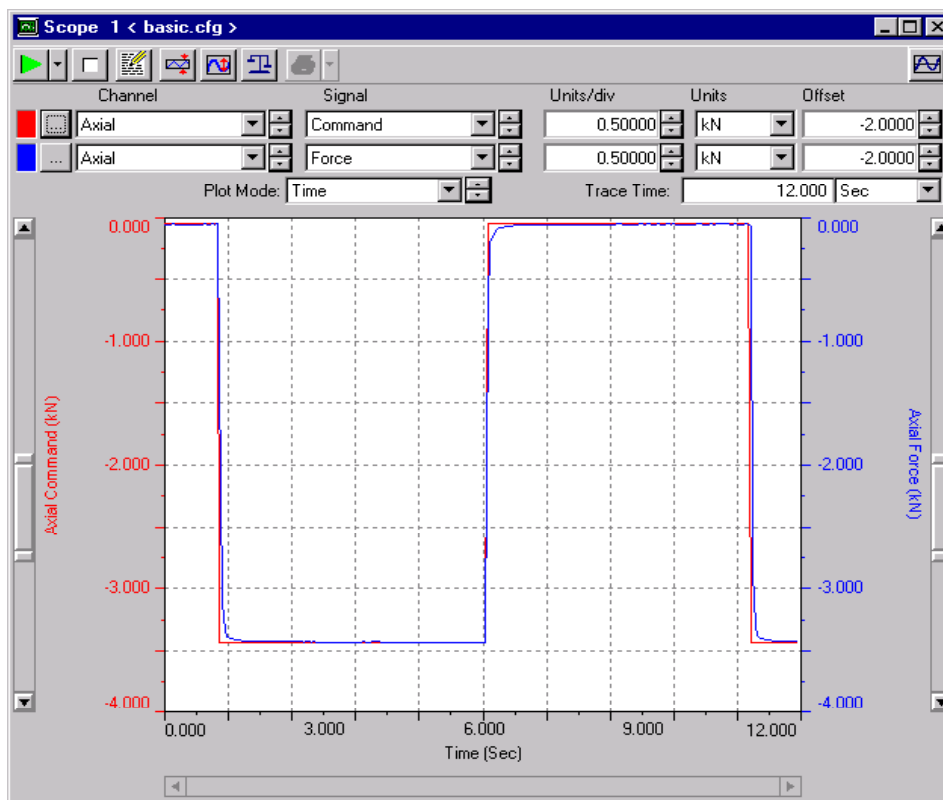 Scope 1 < basic.cfg >
Channel Signal Units/div Units Offset
... Axial Command 0.50000 kN -2.0000
... Axial Force 0.50000 kN -2.0000
Plot Mode: Time Trace Time: 12.000 Sec
0.000 0.000
-1.000 -1.000
-2.000 -2.000
-3.000 -3.000
-4.000 -4.000
Axial Command (kN)
Axial Force (kN)
0.000 3.000 6.000 9.000 12.000
Time (Sec)